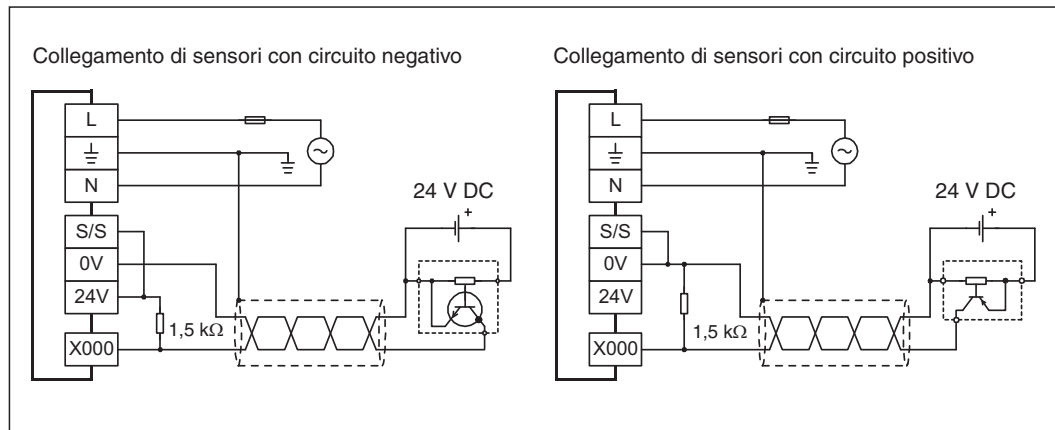 Collegamento di sensori con circuito negativo
L
N
S/S
0V
24V
X000
1,5 kΩ
24 V DC
+
Collegamento di sensori con circuito positivo
L
N
S/S
0V
24V
X000
1,5 kΩ
24 V DC
+